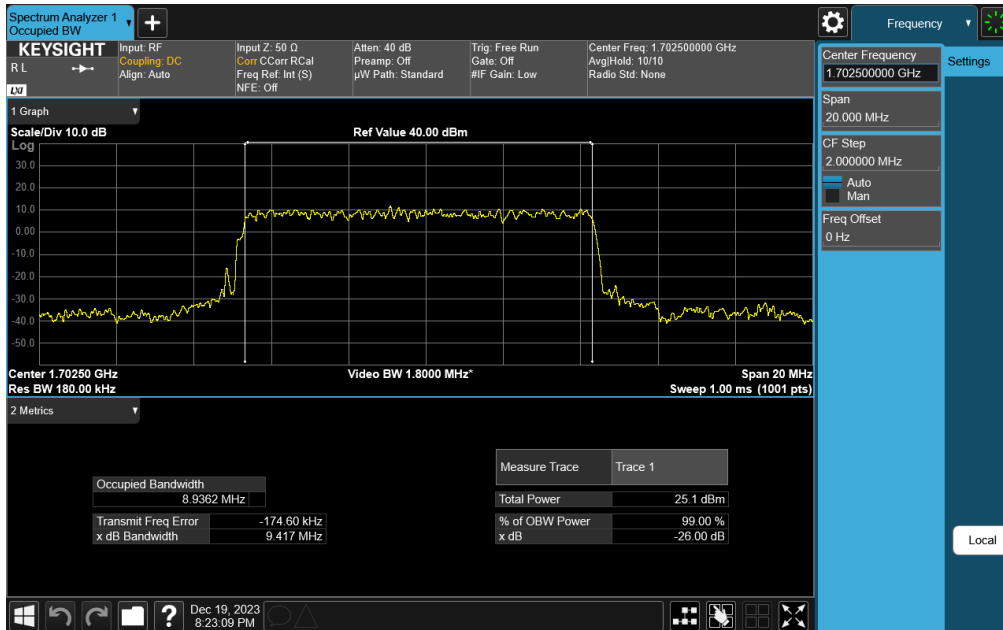 Spectrum Analyzer 1
Occupied BW
Frequency
KEYSIGHT
R L
LXI
Input: RF
Coupling: DC
Align: Auto
Input Z: 50 Ω
Corr CCorr RCal
Freq Ref: Int (S)
NFE: Off
Atten: 40 dB
Preamp: Off
µW Path: Standard
Trig: Free Run
Gate: Off
#IF Gain: Low
Center Freq: 1.702500000 GHz
Avg|Hold: 10/10
Radio Std: None
Center Frequency
1.702500000 GHz
Settings
Span
20.000 MHz
CF Step
2.000000 MHz
Auto
Man
Freq Offset
0 Hz
Local
1 Graph
Scale/Div 10.0 dB
Ref Value 40.00 dBm
Log
30.0
20.0
10.0
0.00
-10.0
-20.0
-30.0
-40.0
-50.0
Center 1.70250 GHz
Video BW 1.8000 MHz*
Span 20 MHz
Res BW 180.00 kHz
Sweep 1.00 ms (1001 pts)
2 Metrics
Occupied Bandwidth
8.9362 MHz
Transmit Freq Error -174.60 kHz
x dB Bandwidth 9.417 MHz
Measure Trace Trace 1
Total Power 25.1 dBm
% of OBW Power 99.00 %
x dB -26.00 dB
Dec 19, 2023
8:23:09 PM